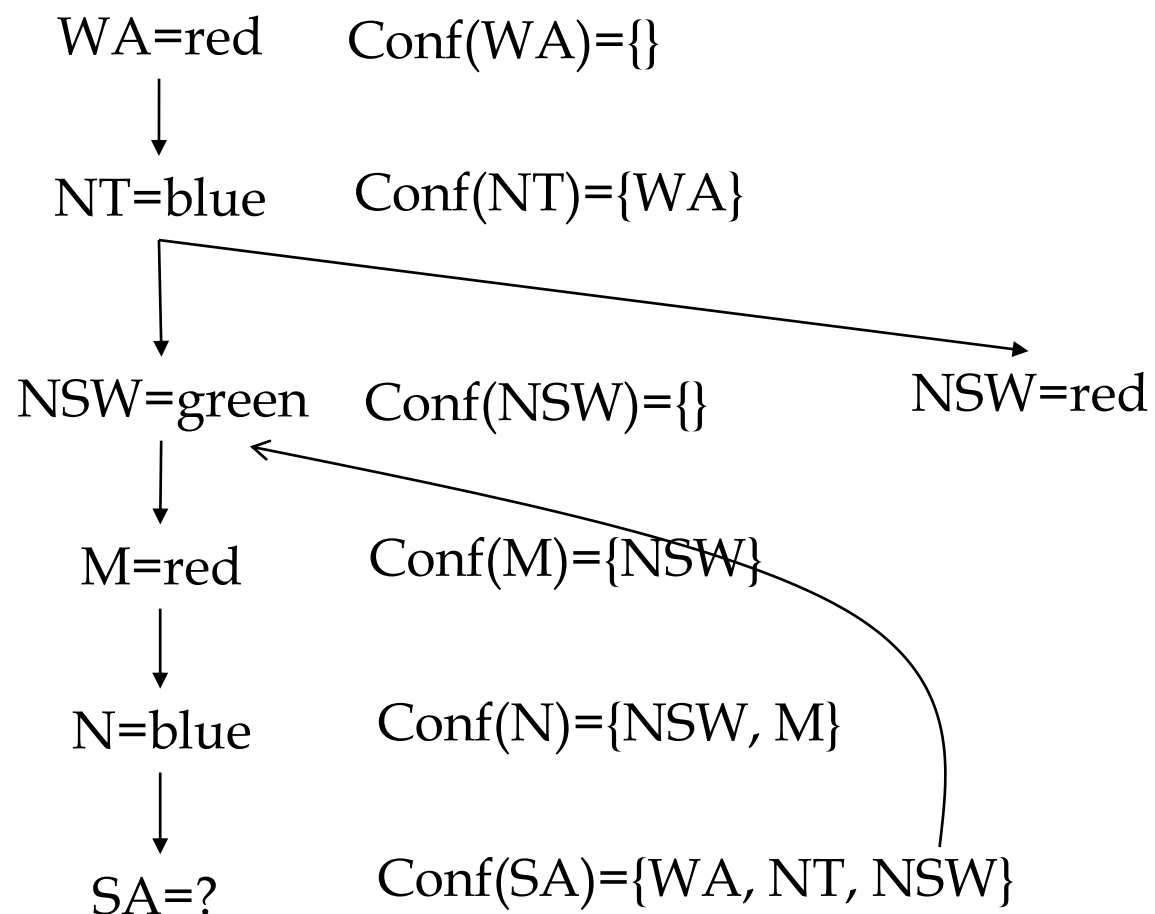 WA=red Conf(WA)={}
NT=blue Conf(NT)={WA}
NSW=green Conf(NSW)={} NSW=red
M=red Conf(M)={NSW}
N=blue Conf(N)={NSW, M}
SA=? Conf(SA)={WA, NT, NSW}